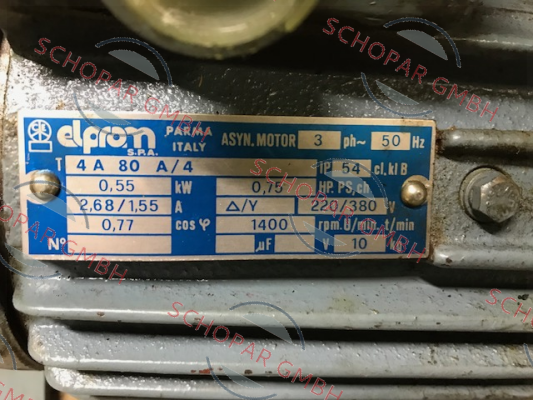 elprom
S.P.A.
PARMA
ITALY
ASYN. MOTOR 3 ph~ 50 Hz
T 4 A 80 A/4 IP 54 cl. kl B
0,55 kW 0,75 HP. PS, ch
2,68/1,55 A △/Y 220/380 V
0,77 cos φ 1400 rpm. U/min. t/min
N° µF V 10 kg
SCHOPAR GMBH
SCHOPAR GMBH
SCHOPAR GMBH
SCHOPAR GMBH
SCHOPAR GMBH